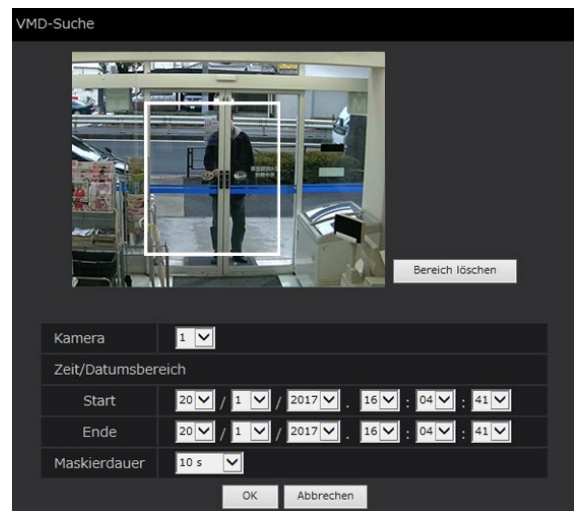 VMD-Suche
Bereich löschen
Kamera 1
Zeit/Datumsbereich
Start 20 / 1 / 2017 . 16 : 04 : 41
Ende 20 / 1 / 2017 . 16 : 04 : 41
Maskierdauer 10 s
OK Abbrechen